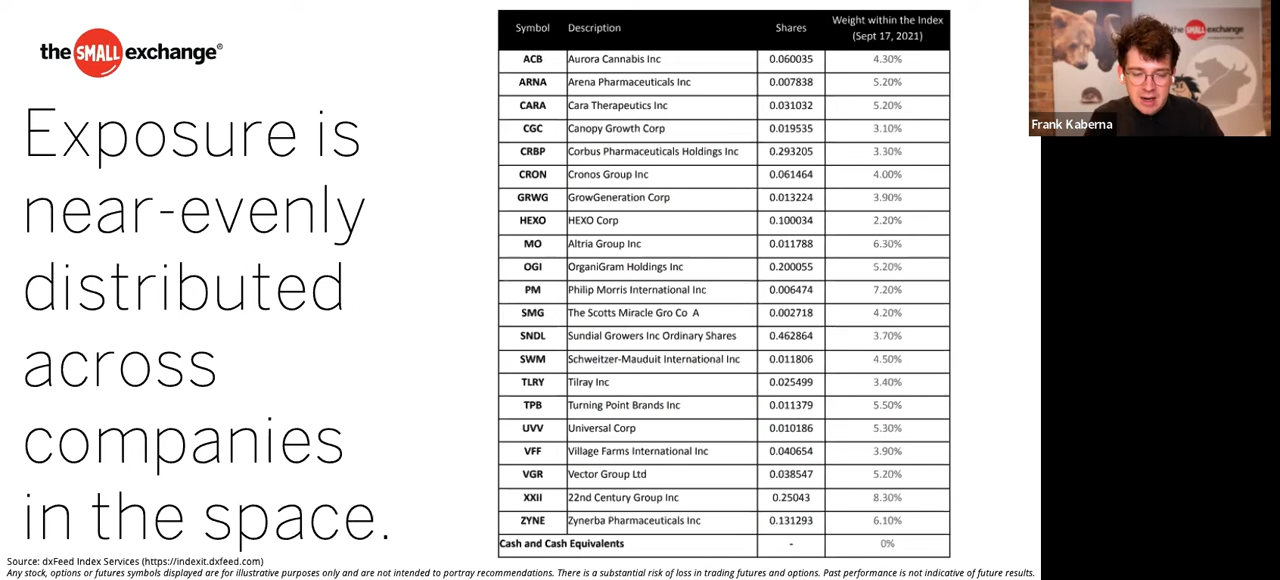 the SMALL exchange®
Exposure is
near-evenly
distributed
across
companies
in the space.
Symbol Description Shares Weight within the Index
(Sept 17, 2021)
ACB Aurora Cannabis Inc 0.060035 4.30%
ARNA Arena Pharmaceuticals Inc 0.007838 5.20%
CARA Cara Therapeutics Inc 0.031032 5.20%
CGC Canopy Growth Corp 0.019535 3.10%
CRBP Corbus Pharmaceuticals Holdings Inc 0.293205 3.30%
CRON Cronos Group Inc 0.061464 4.00%
GRWG GrowGeneration Corp 0.013224 3.90%
HEXO HEXO Corp 0.100034 2.20%
MO Altria Group Inc 0.011788 6.30%
OGI OrganiGram Holdings Inc 0.200055 5.20%
PM Philip Morris International Inc 0.006474 7.20%
SMG The Scotts Miracle Gro Co A 0.002718 4.20%
SNDL Sundial Growers Inc Ordinary Shares 0.462864 3.70%
SWM Schweitzer-Mauduit International Inc 0.011806 4.50%
TLRY Tilray Inc 0.025499 3.40%
TPB Turning Point Brands Inc 0.011379 5.50%
UVV Universal Corp 0.010186 5.30%
VFF Village Farms International Inc 0.040654 3.90%
VGR Vector Group Ltd 0.038547 5.20%
XXII 22nd Century Group Inc 0.25043 8.30%
ZYNE Zynerba Pharmaceuticals Inc 0.131293 6.10%
Cash and Cash Equivalents - 0%
Source: dxFeed Index Services (https://indexit.dxfeed.com)
Any stock, options or futures symbols displayed are for illustrative purposes only and are not intended to portray recommendations. There is a substantial risk of loss in trading futures and options. Past performance is not indicative of future results.
the SMALL exchange
Frank Kaberna